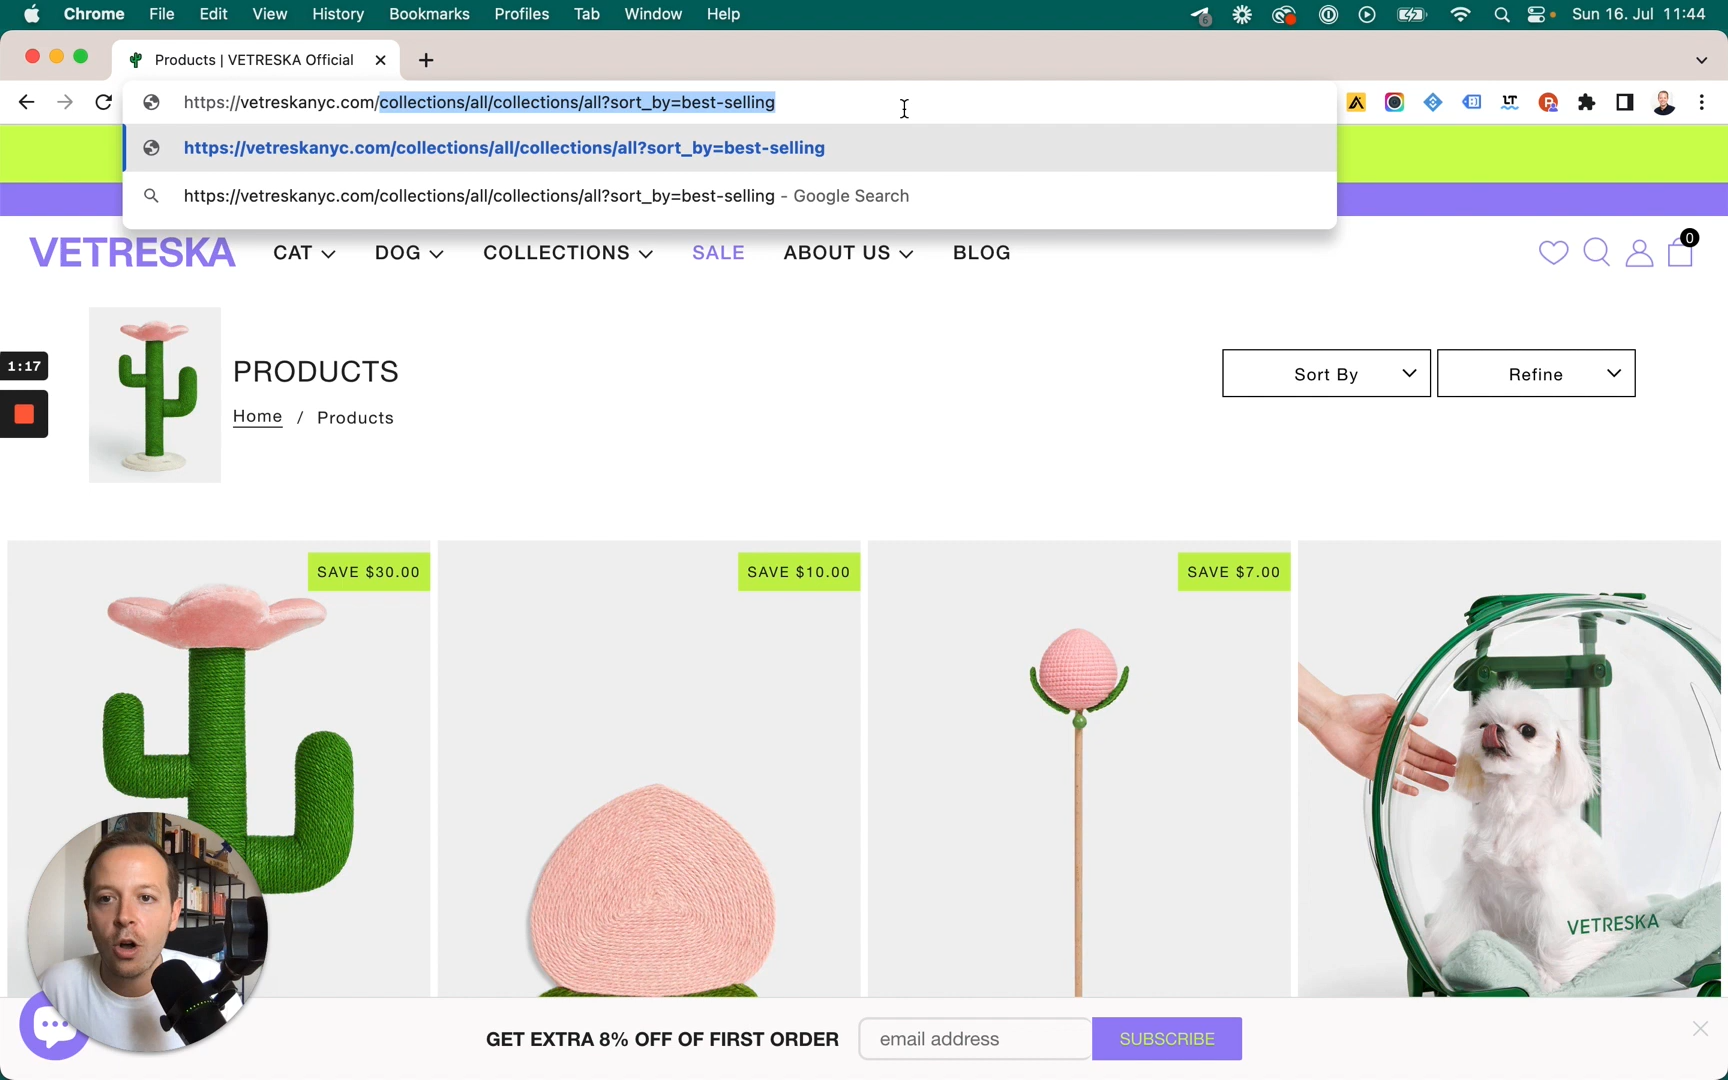 Chrome File Edit View History Bookmarks Profiles Tab Window Help
6
Sun 16. Jul 11:44
Products | VETRESKA Official
https://vetreskanyc.com/collections/all/collections/all?sort_by=best-selling
https://vetreskanyc.com/collections/all/collections/all?sort_by=best-selling
https://vetreskanyc.com/collections/all/collections/all?sort_by=best-selling - Google Search
LT
VETRESKA
CAT DOG COLLECTIONS SALE ABOUT US BLOG
0
1:17
PRODUCTS
Home / Products
Sort By
Refine
SAVE $30.00
SAVE $10.00
SAVE $7.00
VETRESKA
GET EXTRA 8% OFF OF FIRST ORDER
email address
SUBSCRIBE